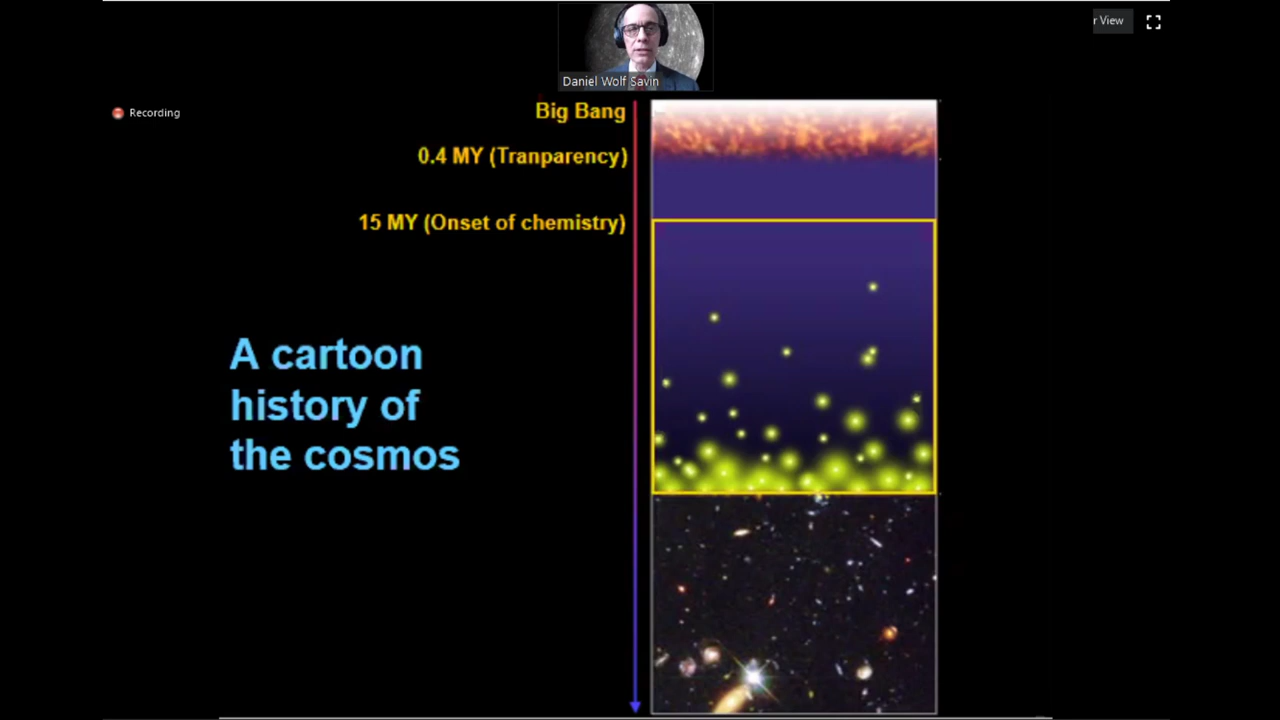 r View
Daniel Wolf Savin
Recording
Big Bang
0.4 MY (Tranparency)
15 MY (Onset of chemistry)
A cartoon
history of
the cosmos